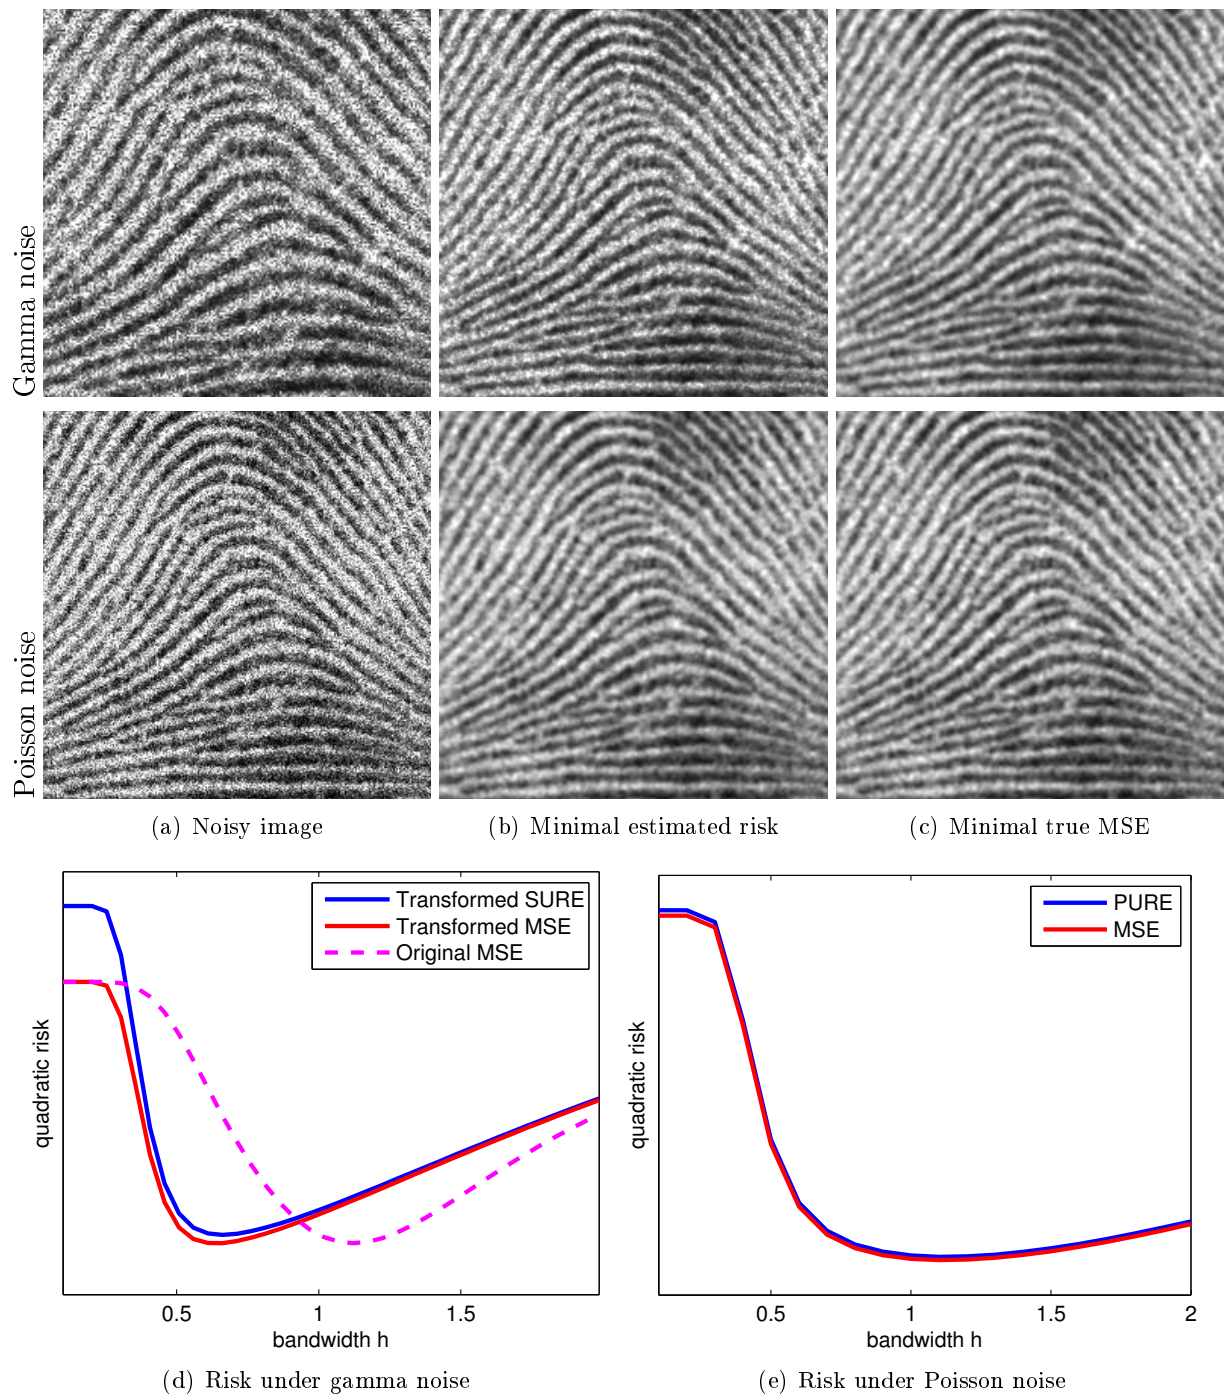 Gamma noise
Poisson noise
(a) Noisy image
(b) Minimal estimated risk
(c) Minimal true MSE
Transformed SURE
Transformed MSE
Original MSE
quadratic risk
0.5 1 1.5
bandwidth h
(d) Risk under gamma noise
PURE
MSE
quadratic risk
0.5 1 1.5 2
bandwidth h
(e) Risk under Poisson noise